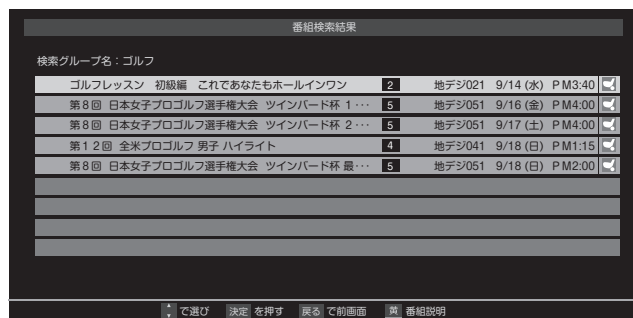 番組検索結果
検索グループ名：ゴルフ
ゴルフレッスン 初級編 これであなたもホールインワン 2 地デジ021 9/14 (水) PM3:40
第8回 日本女子プロゴルフ選手権大会 ツインバード杯 1･･･ 5 地デジ051 9/16 (金) PM4:00
第8回 日本女子プロゴルフ選手権大会 ツインバード杯 2･･･ 5 地デジ051 9/17 (土) PM4:00
第12回 全米プロゴルフ 男子 ハイライト 4 地デジ041 9/18 (日) PM1:15
第8回 日本女子プロゴルフ選手権大会 ツインバード杯 最･･･ 5 地デジ051 9/18 (日) PM2:00
で選び 決定 を押す 戻る で前画面 黄 番組説明